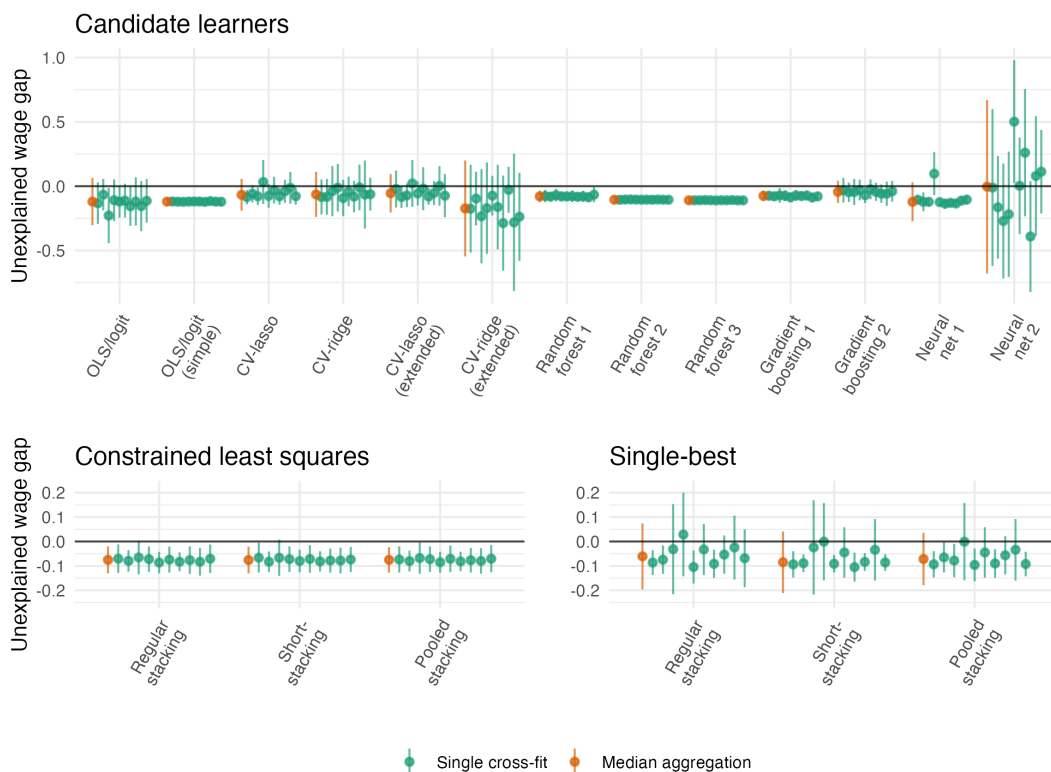 Candidate learners
Unexplained wage gap
1.0
0.5
0.0
-0.5
OLS/logit
OLS/logit
(simple)
CV-lasso
CV-ridge
CV-lasso
(extended)
CV-ridge
(extended)
Random
forest 1
Random
forest 2
Random
forest 3
Gradient
boosting 1
Gradient
boosting 2
Neural
net 1
Neural
net 2
Constrained least squares
Unexplained wage gap
0.2
0.1
0.0
-0.1
-0.2
Regular
stacking
Short-
stacking
Pooled
stacking
Single-best
0.2
0.1
0.0
-0.1
-0.2
Regular
stacking
Short-
stacking
Pooled
stacking
Single cross-fit
Median aggregation